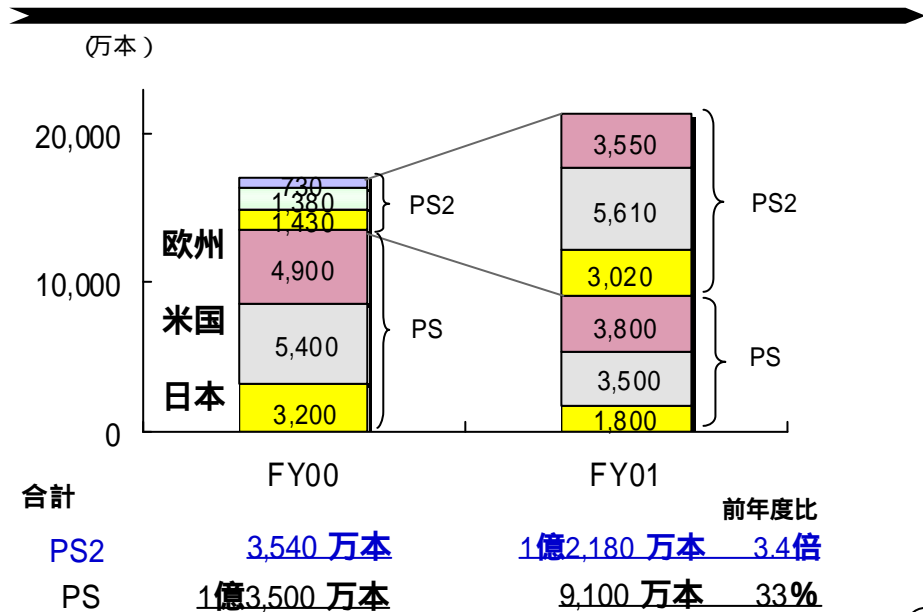 (万本)
20,000
10,000
0
730
1,380
1,430
PS2
欧州
4,900
米国
5,400
PS
日本
3,200
3,550
5,610
PS2
3,020
3,800
PS
3,500
1,800
FY00 FY01
合計 前年度比
PS2 3,540 万本 1億2,180 万本 3.4倍
PS 1億3,500 万本 9,100 万本 33%